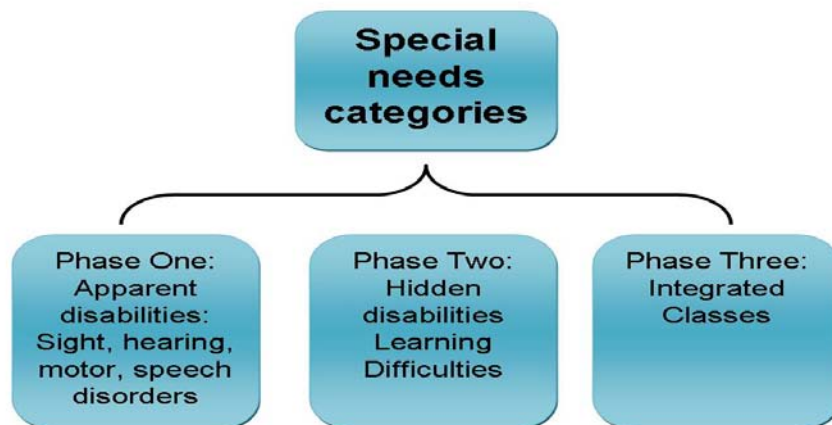 Special
needs
categories
Phase One:
Apparent
disabilities:
Sight, hearing,
motor, speech
disorders
Phase Two:
Hidden
disabilities
Learning
Difficulties
Phase Three:
Integrated
Classes